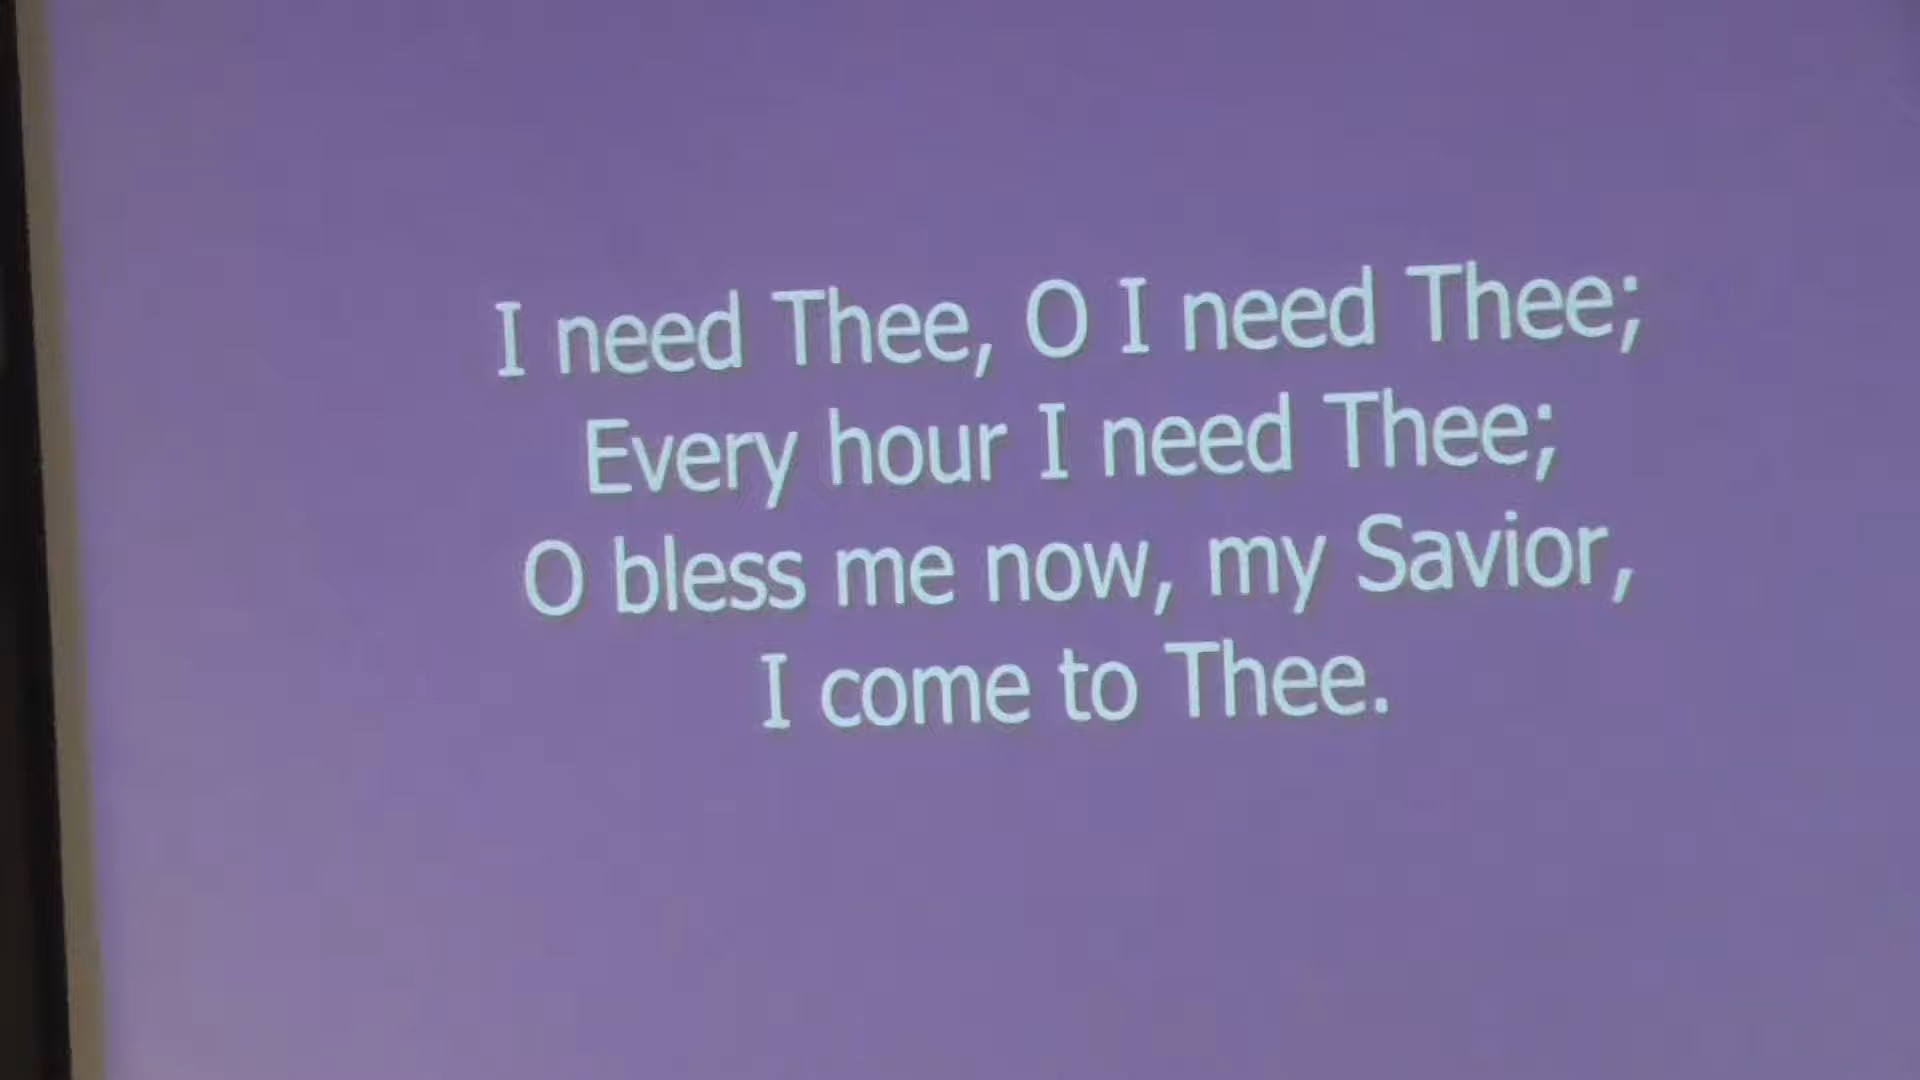 I need Thee, O I need Thee;
Every hour I need Thee;
O bless me now, my Savior,
I come to Thee.